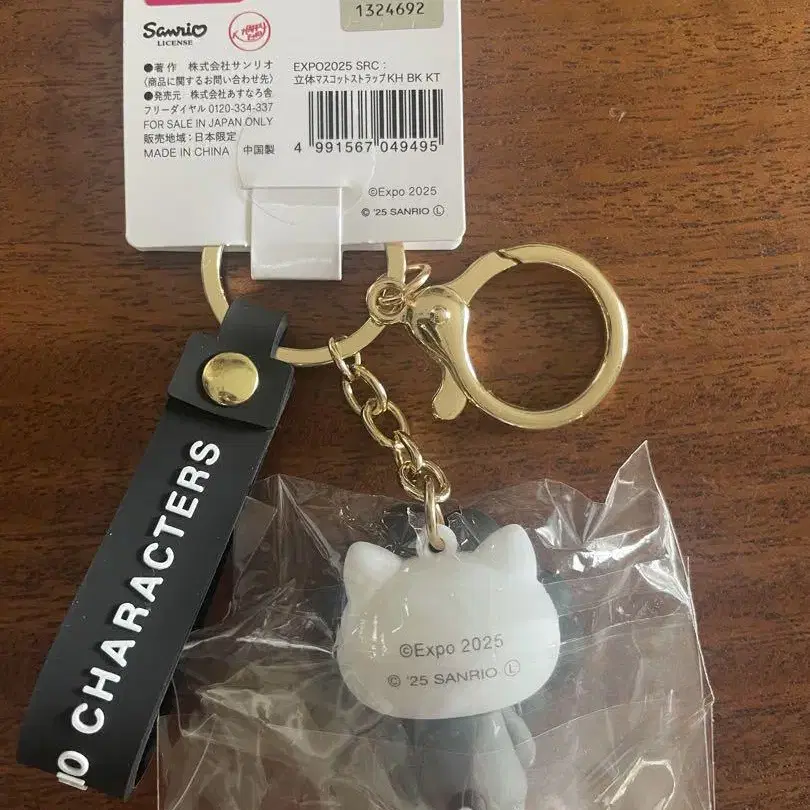 1324692
Sanrio
LICENSE
●著作 株式会社サンリオ
〈商品に関するお問い合わせ先〉
●発売元 株式会社あすなろ舎
フリーダイヤル 0120-334-337
FOR SALE IN JAPAN ONLY
販売地域：日本限定
MADE IN CHINA 中国製
EXPO2025 SRC：
立体マスコットストラップKH BK KT
4 991567 049495
©Expo 2025
© '25 SANRIO Ⓛ
IO CHARACTERS
©Expo 2025
© '25 SANRIO Ⓛ